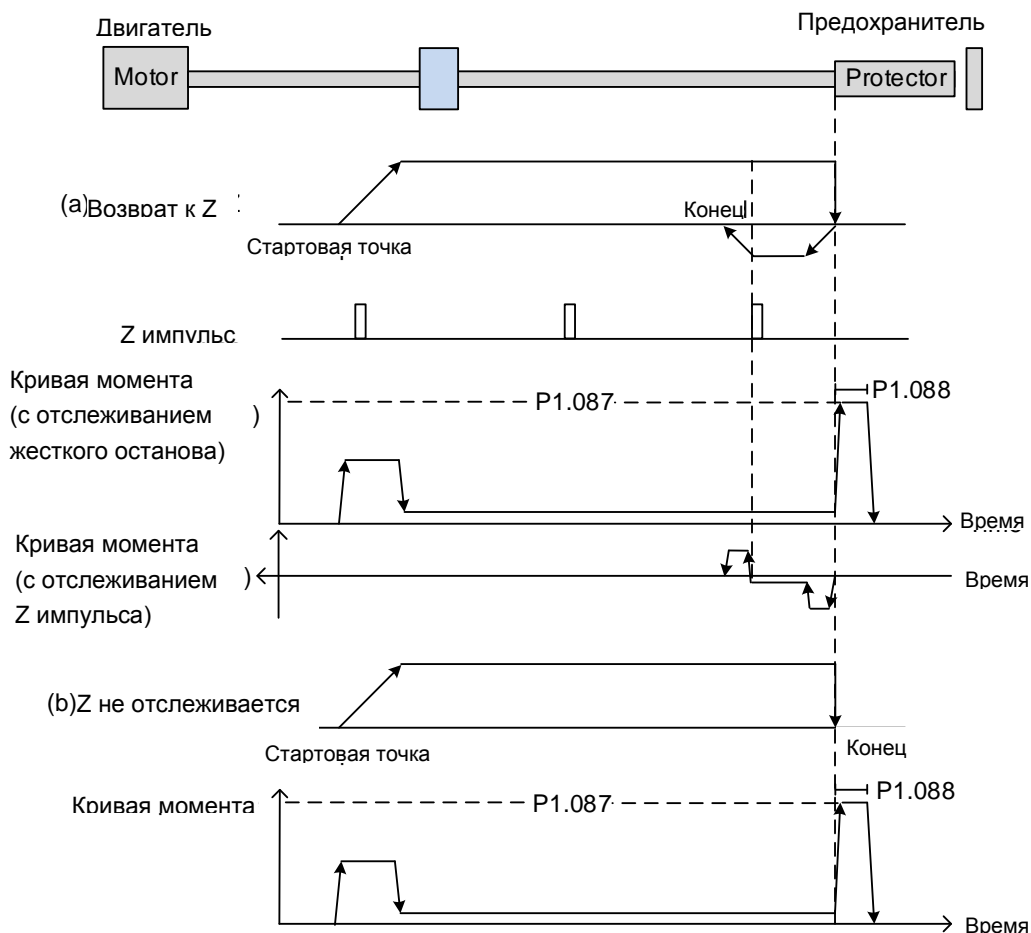 Двигатель
Предохранитель
Motor
Protector
(a)Возврат к Z
Конец
Стартовая точка
Z импульс
Кривая момента
(с отслеживанием )
жесткого останова)
P1.087
P1.088
Время
Кривая момента
(с отслеживанием )
Z импульса)
Время
(b)Z не отслеживается
Стартовая точка
Конец
Кривая момента
P1.087
P1.088
Время